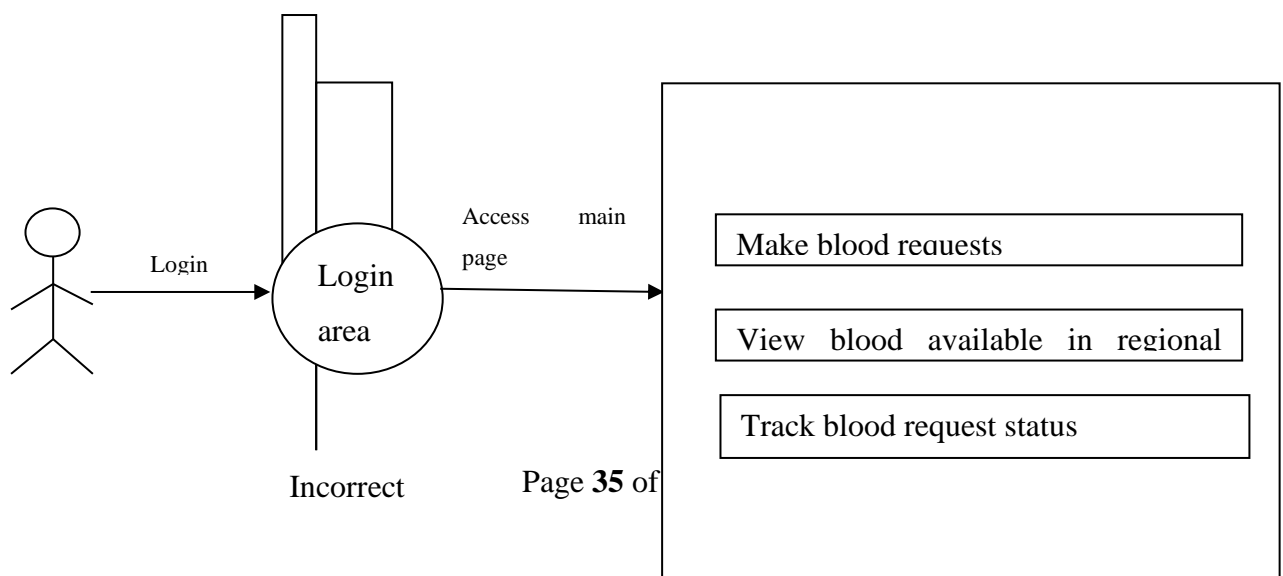 Login
Login
area
Access main
page
Make blood requests
View blood available in regional
Track blood request status
Incorrect
Page 35 of